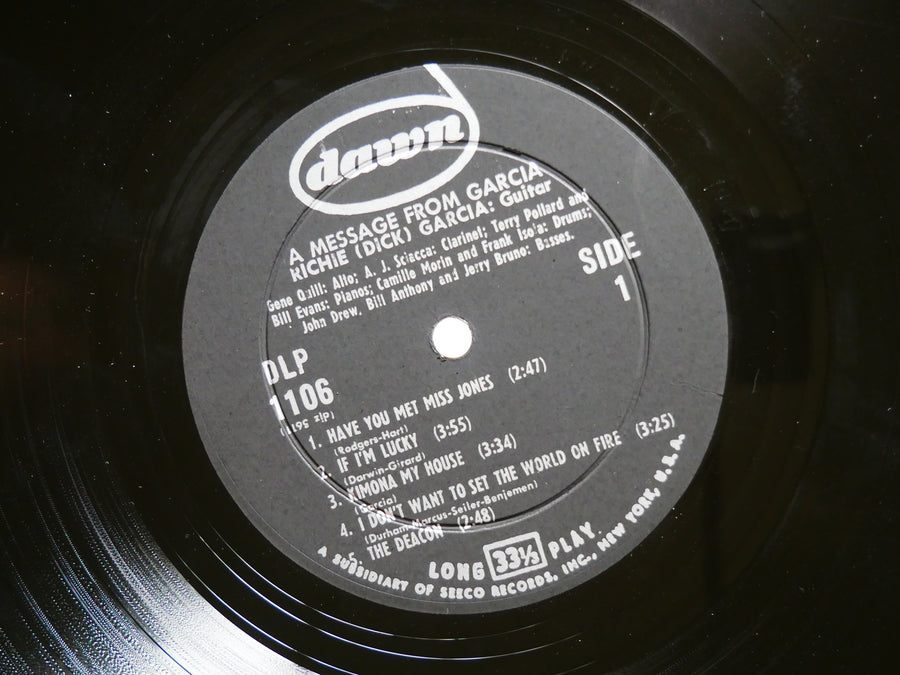 dawn
A MESSAGE FROM GARCIA
RICHIE (DICK) GARCIA: Guitar
Gene Quill: Alto; A. J. Sciacca: Clarinet; Terry Pollard and
Bill Evans: Pianos; Camille Morin and Frank Isola: Drums;
John Drew, Bill Anthony and Jerry Bruno: Basses.
SIDE
1
DLP
1106
1. HAVE YOU MET MISS JONES (2:47)
(Rodgers-Hart)
2. IF I'M LUCKY (3:55)
(Darwin-Girard)
3. KIMONA MY HOUSE (3:34)
(Garcia)
4. I DON'T WANT TO SET THE WORLD ON FIRE (3:25)
(Durham-Marcus-Seiler-Benjemen)
5. THE DEACON (2:48)
LONG 33⅓ PLAY
A SUBSIDIARY OF SEECO RECORDS, INC., NEW YORK, U.S.A.